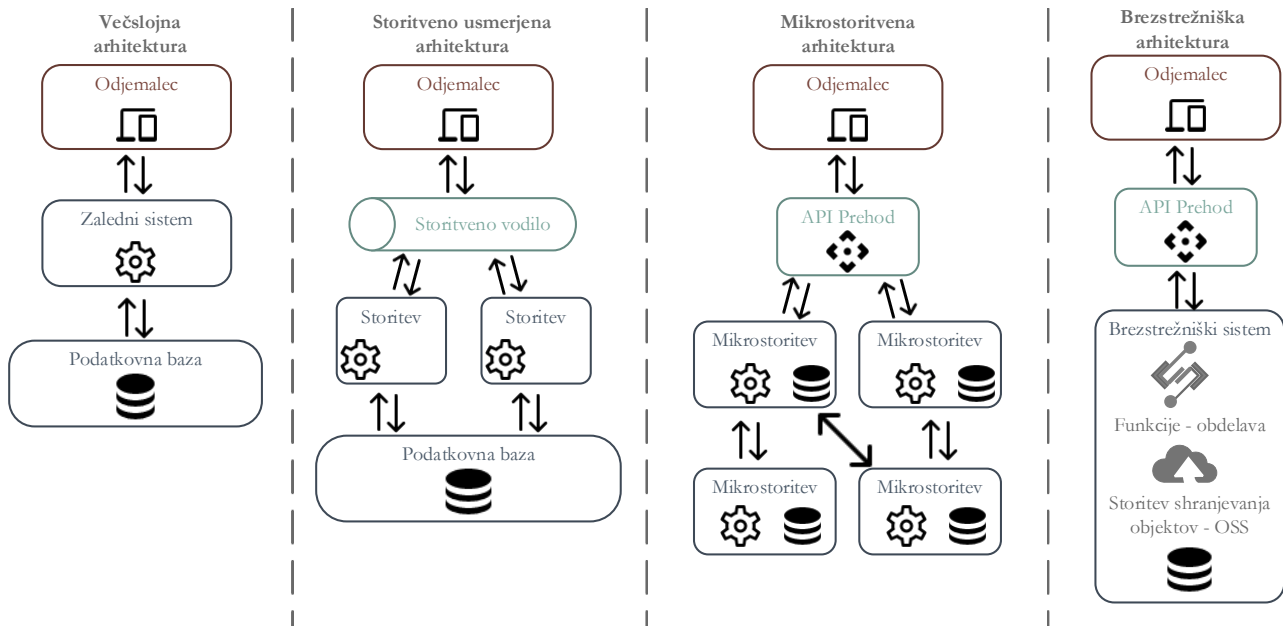 Večslojna
arhitektura
Odjemalec
Zaledni sistem
Podatkovna baza
Storitveno usmerjena
arhitektura
Odjemalec
Storitveno vodilo
Storitev
Storitev
Podatkovna baza
Mikrostoritvena
arhitektura
Odjemalec
API Prehod
Mikrostoritev
Mikrostoritev
Mikrostoritev
Mikrostoritev
Brezstrežniška
arhitektura
Odjemalec
API Prehod
Brezstrežniški sistem
Funkcije - obdelava
Storitev shranjevanja
objektov - OSS